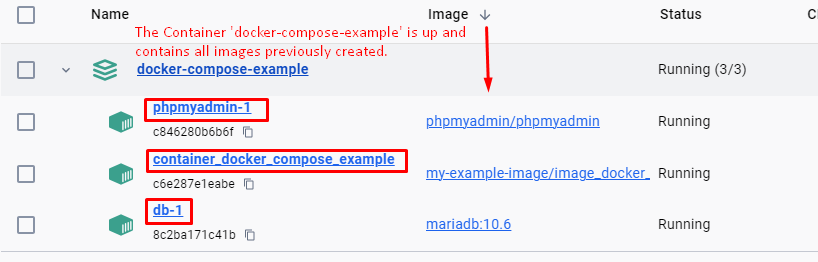 Name Image Status C
The Container 'docker-compose-example' is up and
contains all images previously created.
docker-compose-example Running (3/3)
phpmyadmin-1
c846280b6b6f phpmyadmin/phpmyadmin Running
container_docker_compose_example
c6e287e1eabe my-example-image/image_docker_ Running
db-1
8c2ba171c41b mariadb:10.6 Running